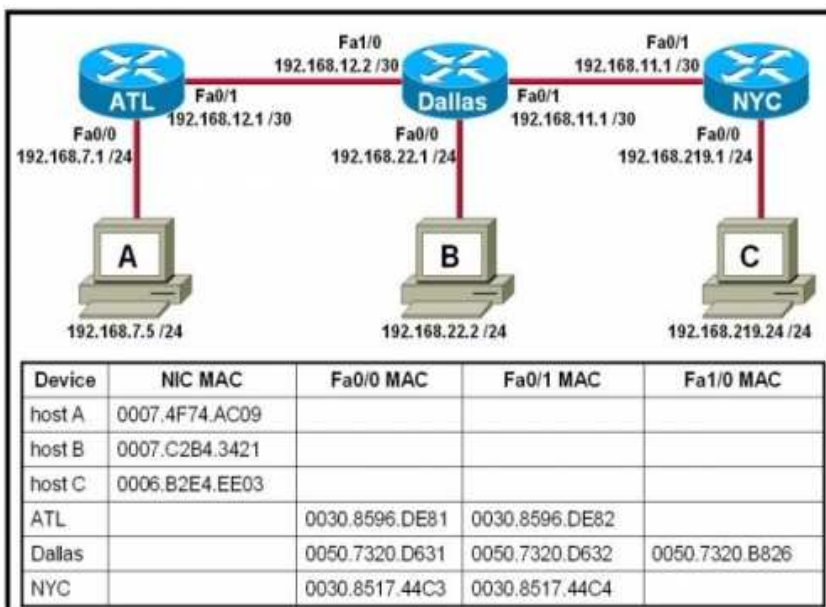 Fa1/0
192.168.12.2 /30
Fa0/1
192.168.11.1 /30
ATL
Fa0/1
192.168.12.1 /30
Dallas
Fa0/1
192.168.11.1 /30
NYC
Fa0/0
192.168.7.1 /24
Fa0/0
192.168.22.1 /24
Fa0/0
192.168.219.1 /24
A
B
C
192.168.7.5 /24
192.168.22.2 /24
192.168.219.24 /24
Device NIC MAC Fa0/0 MAC Fa0/1 MAC Fa1/0 MAC
host A 0007.4F74.AC09
host B 0007.C2B4.3421
host C 0006.B2E4.EE03
ATL 0030.8596.DE81 0030.8596.DE82
Dallas 0050.7320.D631 0050.7320.D632 0050.7320.B826
NYC 0030.8517.44C3 0030.8517.44C4